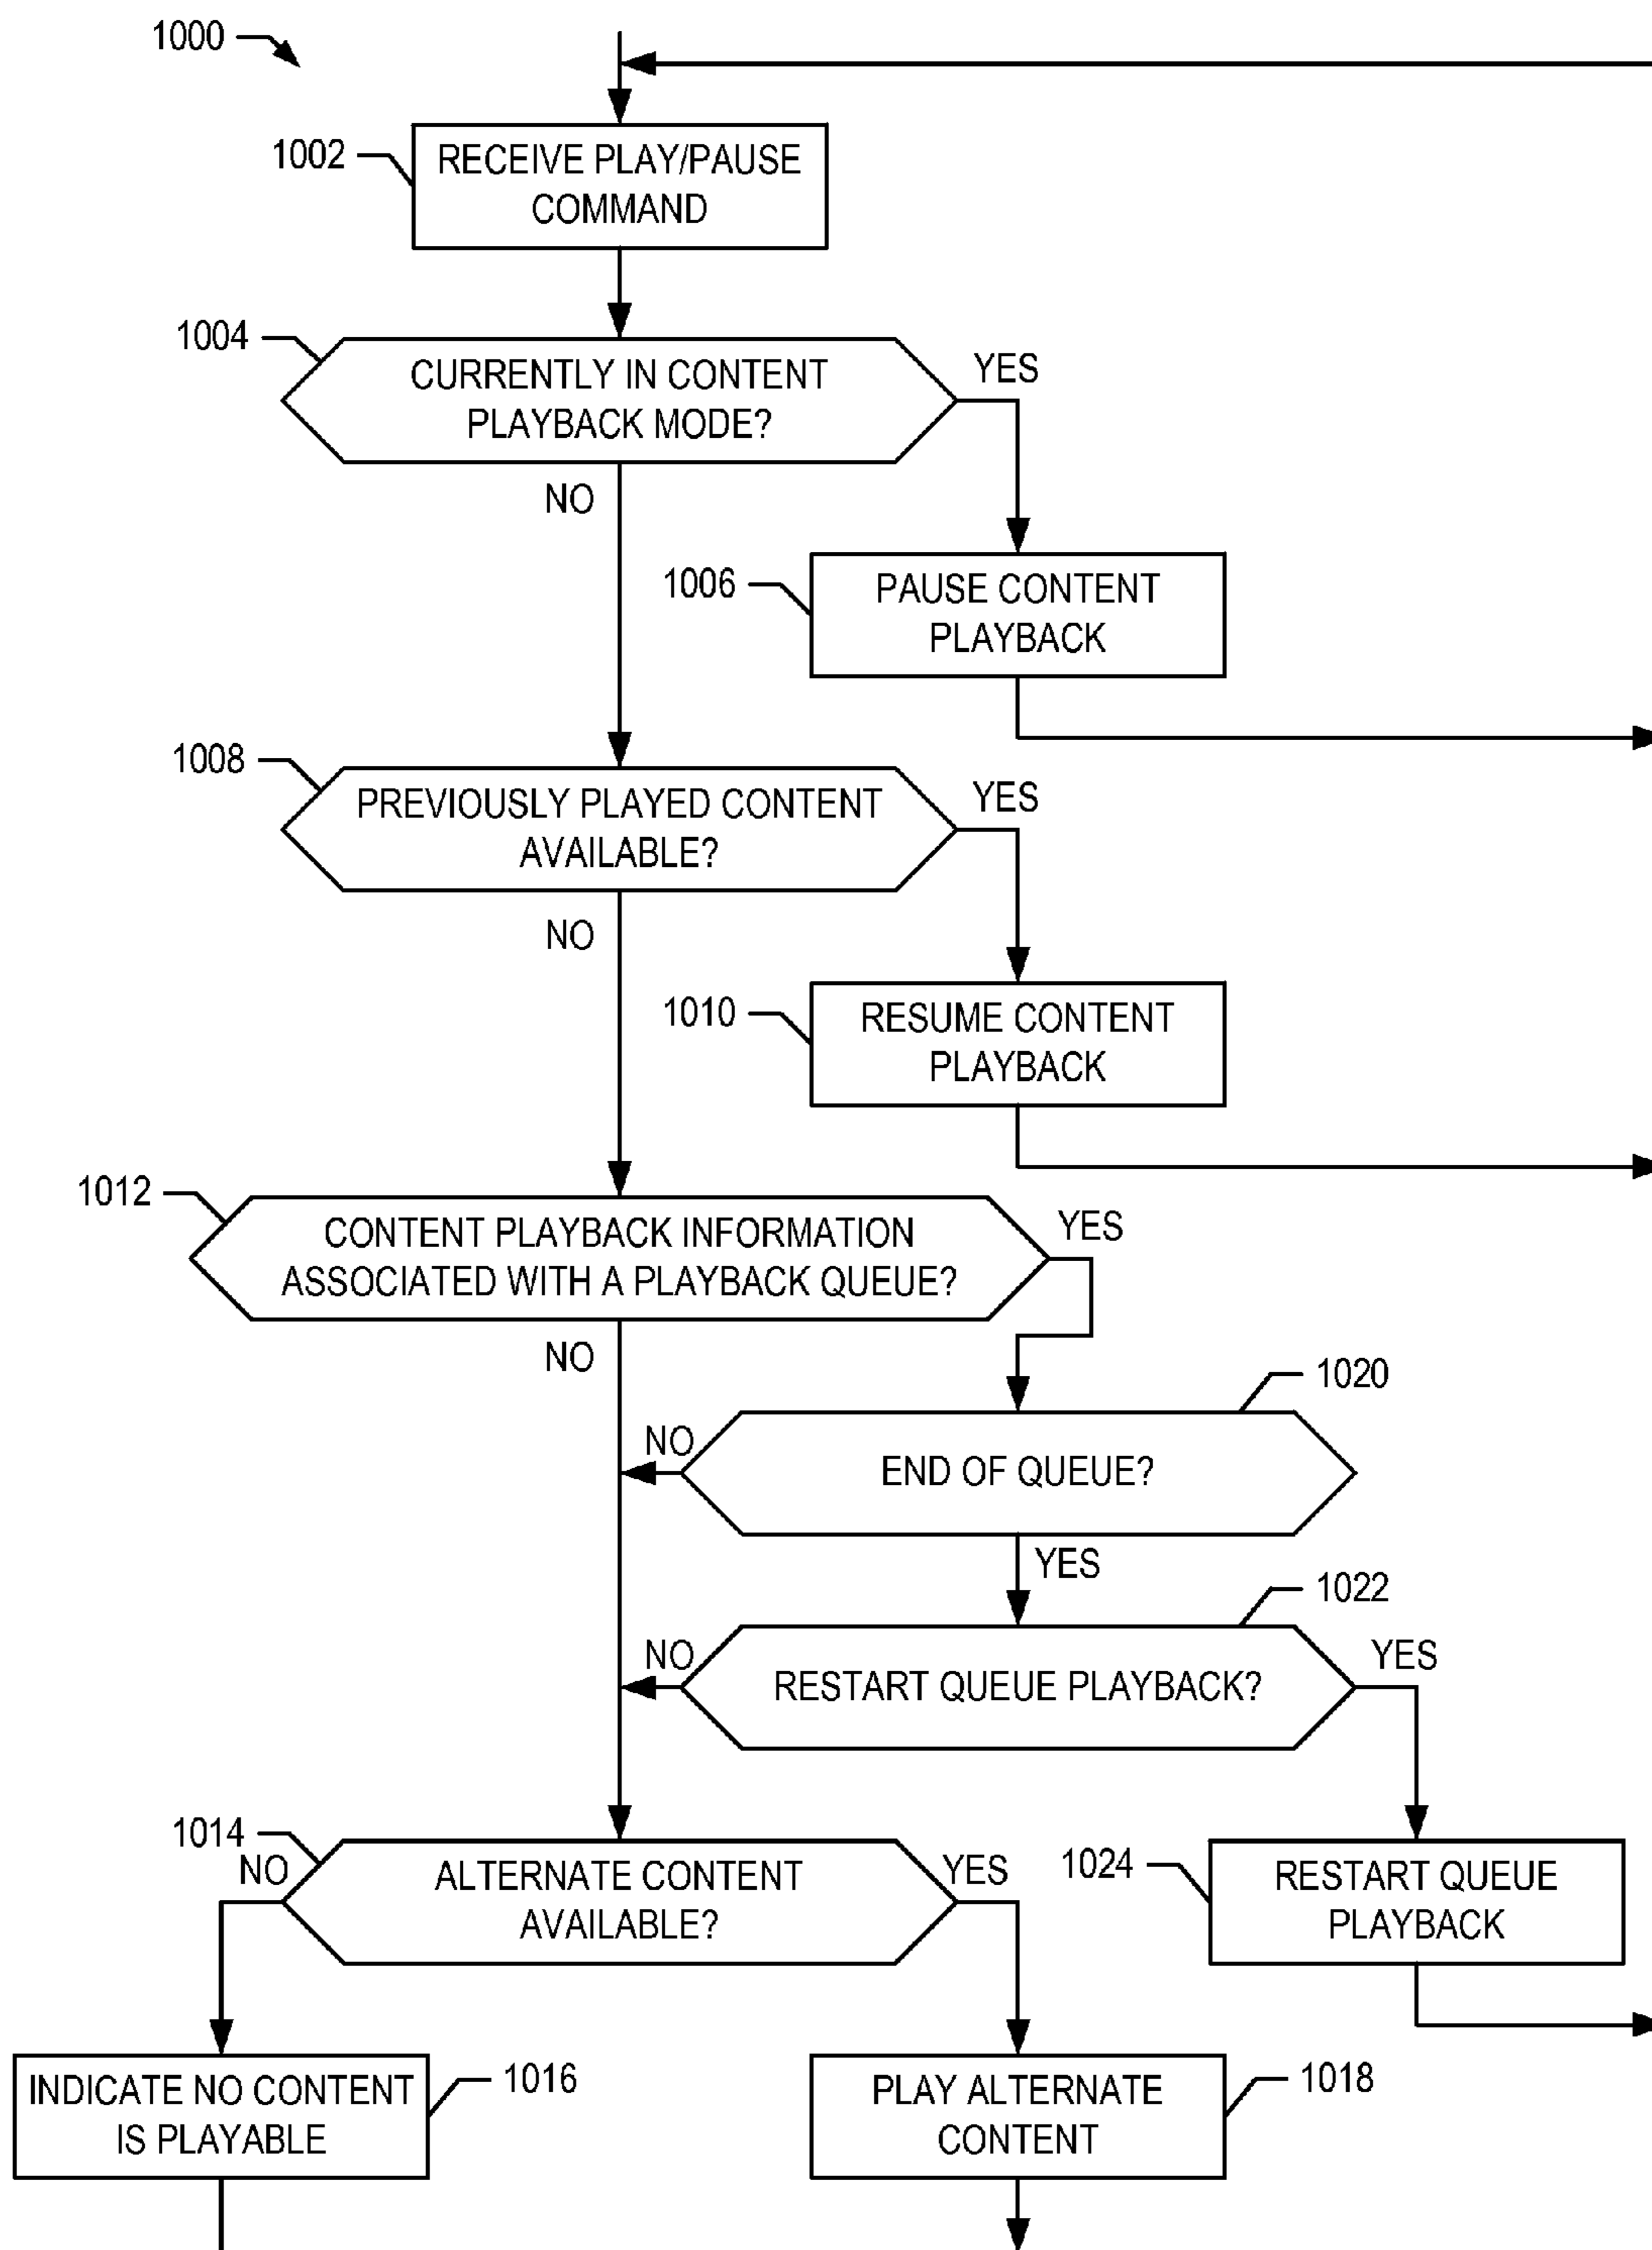 1000
1002
RECEIVE PLAY/PAUSE
COMMAND
1004
CURRENTLY IN CONTENT
PLAYBACK MODE?
YES
NO
1006
PAUSE CONTENT
PLAYBACK
1008
PREVIOUSLY PLAYED CONTENT
AVAILABLE?
YES
NO
1010
RESUME CONTENT
PLAYBACK
1012
CONTENT PLAYBACK INFORMATION
ASSOCIATED WITH A PLAYBACK QUEUE?
YES
NO
1020
NO
END OF QUEUE?
YES
1022
NO
RESTART QUEUE PLAYBACK?
YES
1014
NO
ALTERNATE CONTENT
AVAILABLE?
YES
1024
RESTART QUEUE
PLAYBACK
INDICATE NO CONTENT
IS PLAYABLE
1016
PLAY ALTERNATE
CONTENT
1018